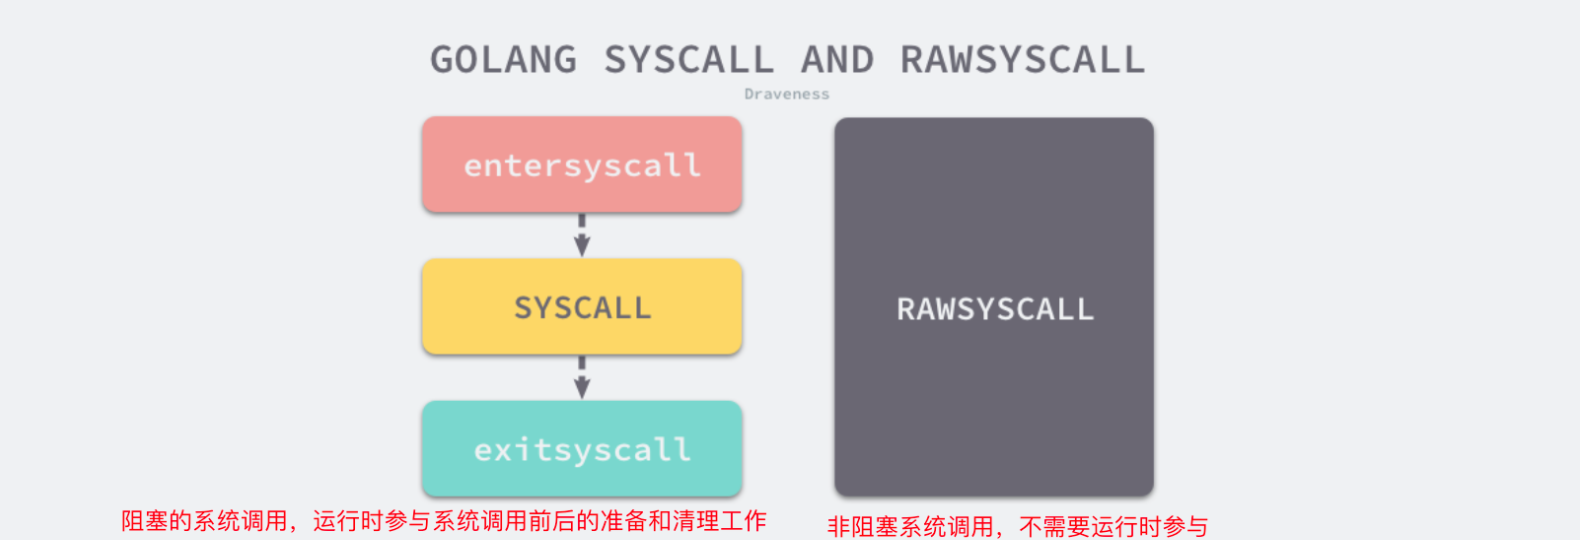 GOLANG SYSCALL AND RAWSYSCALL
Draveness
entersyscall
SYSCALL
exitsyscall
阻塞的系统调用，运行时参与系统调用前后的准备和清理工作
RAWSYSCALL
非阻塞系统调用，不需要运行时参与